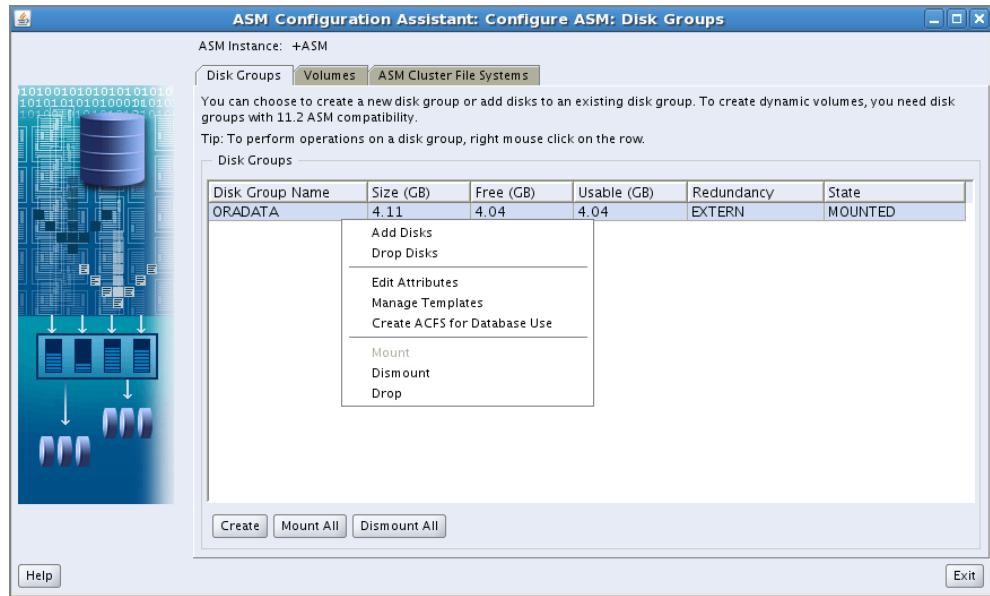 ASM Configuration Assistant: Configure ASM: Disk Groups
ASM Instance: +ASM
Disk Groups Volumes ASM Cluster File Systems
You can choose to create a new disk group or add disks to an existing disk group. To create dynamic volumes, you need disk
groups with 11.2 ASM compatibility.
Tip: To perform operations on a disk group, right mouse click on the row.
Disk Groups
Disk Group Name Size (GB) Free (GB) Usable (GB) Redundancy State
ORADATA 4.11 4.04 4.04 EXTERN MOUNTED
Add Disks
Drop Disks
Edit Attributes
Manage Templates
Create ACFS for Database Use
Mount
Dismount
Drop
Create Mount All Dismount All
Help Exit